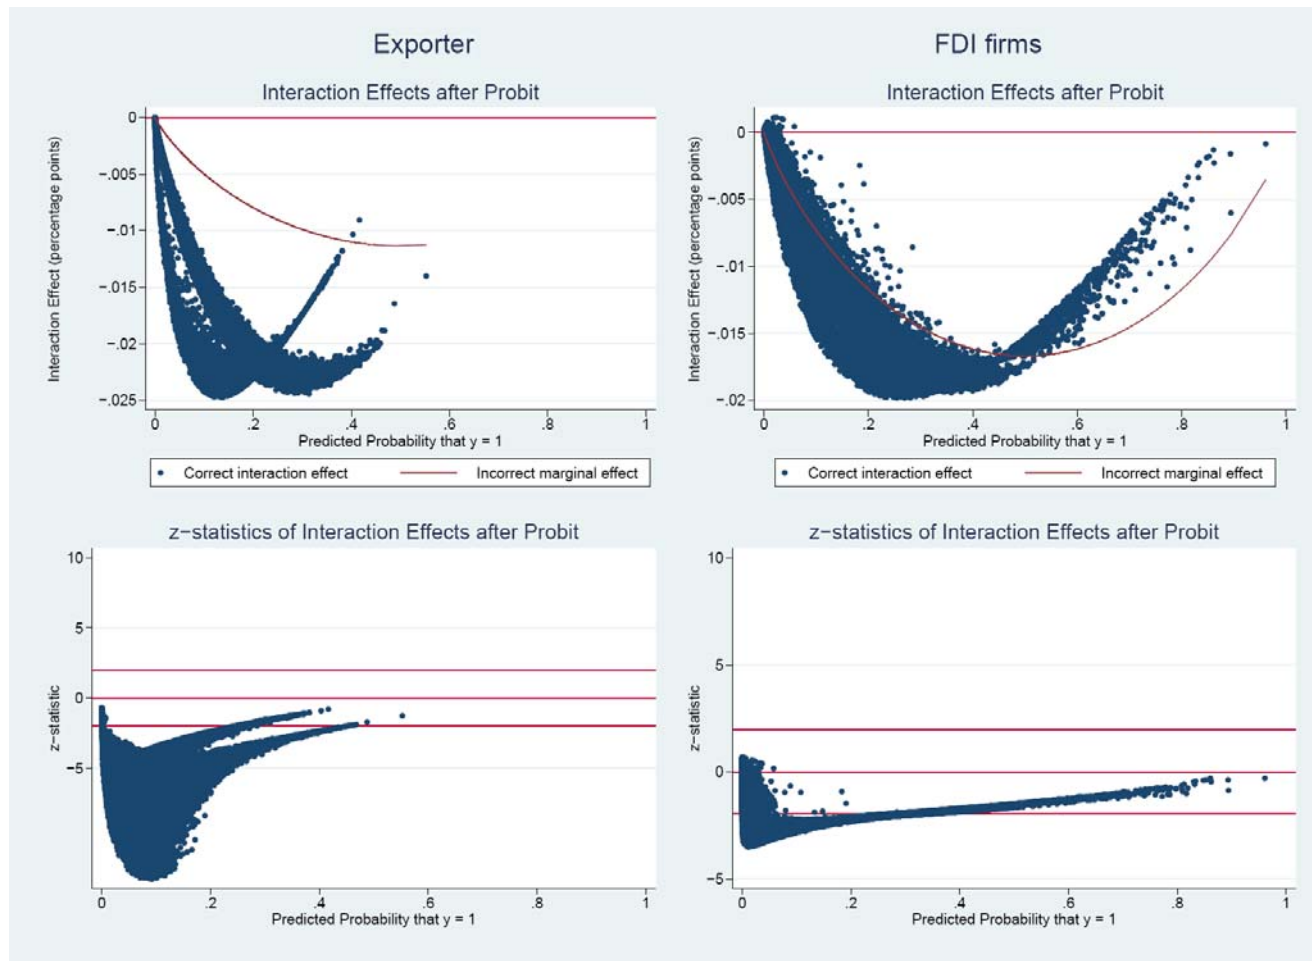 Exporter
FDI firms
Interaction Effects after Probit
Interaction Effect (percentage points)
0
−.005
−.01
−.015
−.02
−.025
0 .2 .4 .6 .8 1
Predicted Probability that y = 1
Correct interaction effect
Incorrect marginal effect
Interaction Effects after Probit
Interaction Effect (percentage points)
0
−.005
−.01
−.015
−.02
0 .2 .4 .6 .8 1
Predicted Probability that y = 1
Correct interaction effect
Incorrect marginal effect
z−statistics of Interaction Effects after Probit
z−statistic
10
5
0
−5
0 .2 .4 .6 .8 1
Predicted Probability that y = 1
z−statistics of Interaction Effects after Probit
z−statistic
10
5
0
−5
0 .2 .4 .6 .8 1
Predicted Probability that y = 1